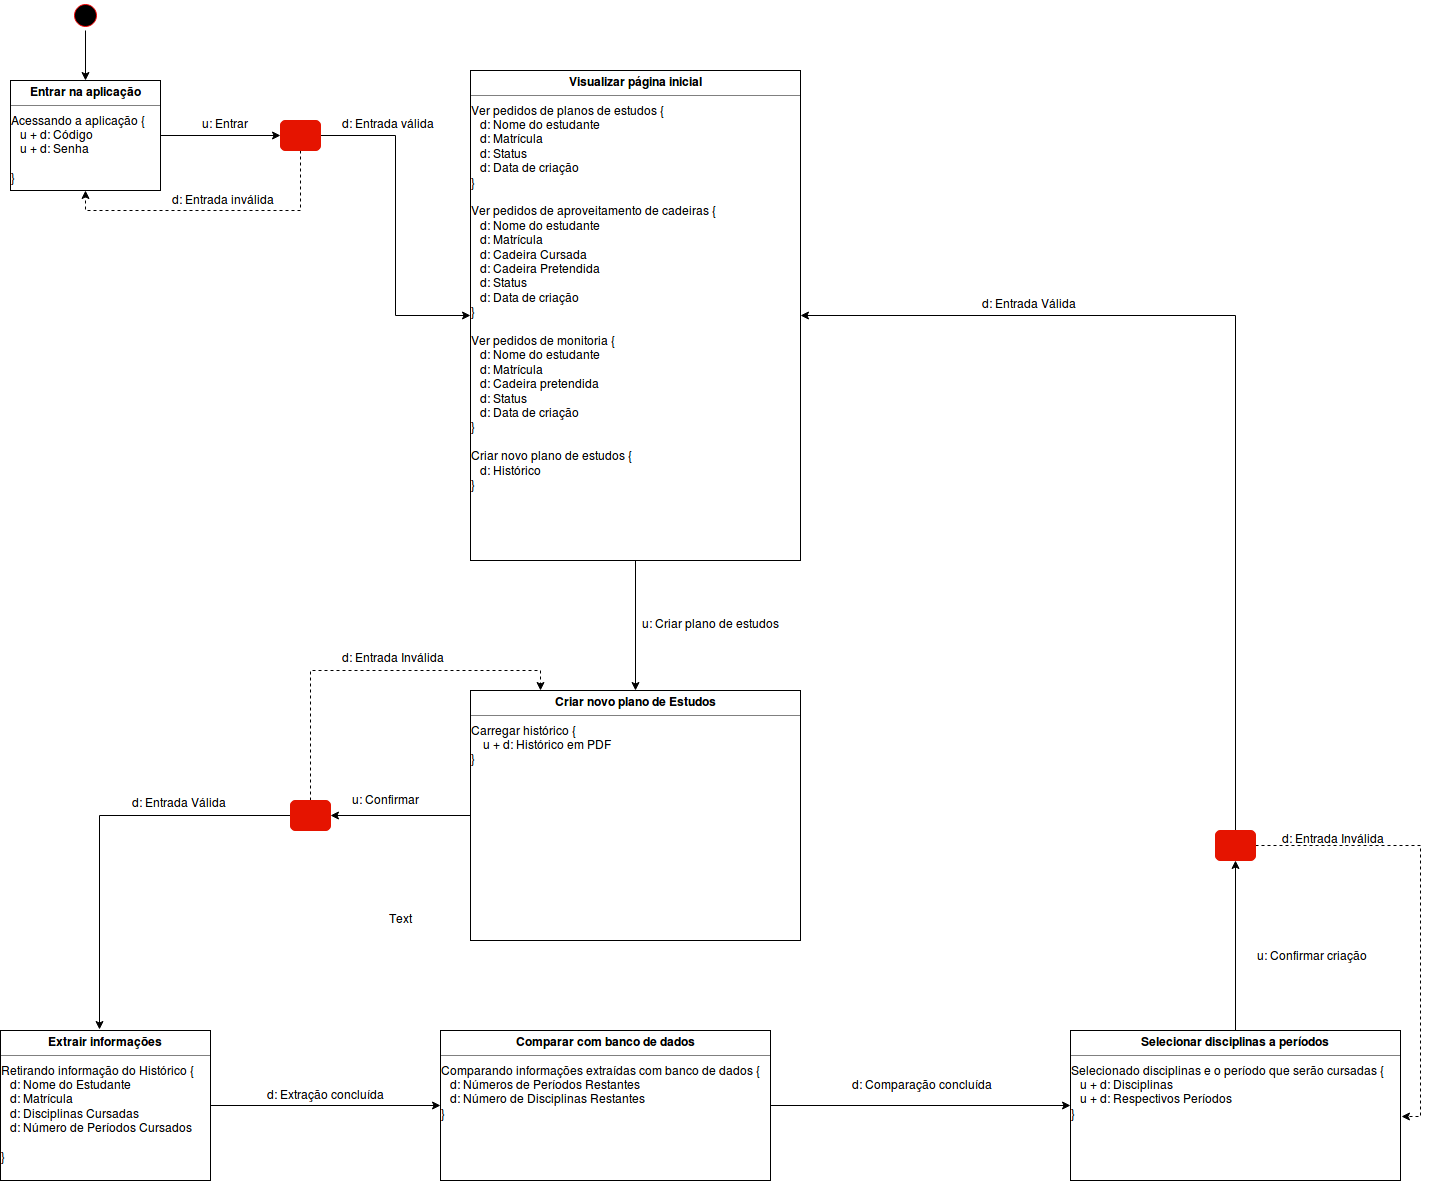 Entrar na aplicação
Acessando a aplicação {
u + d: Código
u + d: Senha
}
u: Entrar
d: Entrada válida
d: Entrada inválida
Visualizar página inicial
Ver pedidos de planos de estudos {
d: Nome do estudante
d: Matrícula
d: Status
d: Data de criação
}
Ver pedidos de aproveitamento de cadeiras {
d: Nome do estudante
d: Matrícula
d: Cadeira Cursada
d: Cadeira Pretendida
d: Status
d: Data de criação
}
Ver pedidos de monitoria {
d: Nome do estudante
d: Matrícula
d: Cadeira pretendida
d: Status
d: Data de criação
}
Criar novo plano de estudos {
d: Histórico
}
d: Entrada Válida
u: Criar plano de estudos
d: Entrada Inválida
Criar novo plano de Estudos
Carregar histórico {
u + d: Histórico em PDF
}
u: Confirmar
d: Entrada Válida
Text
d: Entrada Inválida
u: Confirmar criação
Extrair informações
Retirando informação do Histórico {
d: Nome do Estudante
d: Matrícula
d: Disciplinas Cursadas
d: Número de Períodos Cursados
}
d: Extração concluída
Comparar com banco de dados
Comparando informações extraídas com banco de dados {
d: Números de Períodos Restantes
d: Número de Disciplinas Restantes
}
d: Comparação concluída
Selecionar disciplinas a períodos
Selecionado disciplinas e o período que serão cursadas {
u + d: Disciplinas
u + d: Respectivos Períodos
}